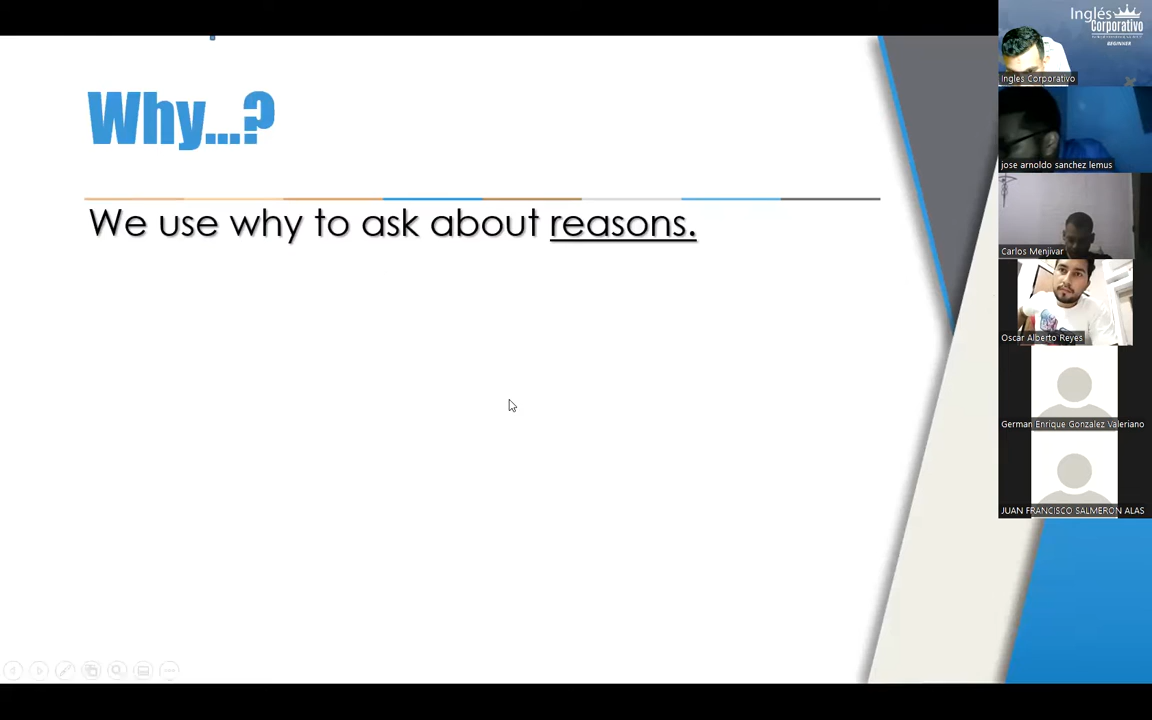 Why...?
We use why to ask about reasons.
Inglés
Corporativo
BEGINNER
Ingles Corporativo
jose arnoldo sanchez lemus
Carlos Menjivar
Oscar Alberto Reyes
German Enrique Gonzalez Valeriano
JUAN FRANCISCO SALMERON ALAS